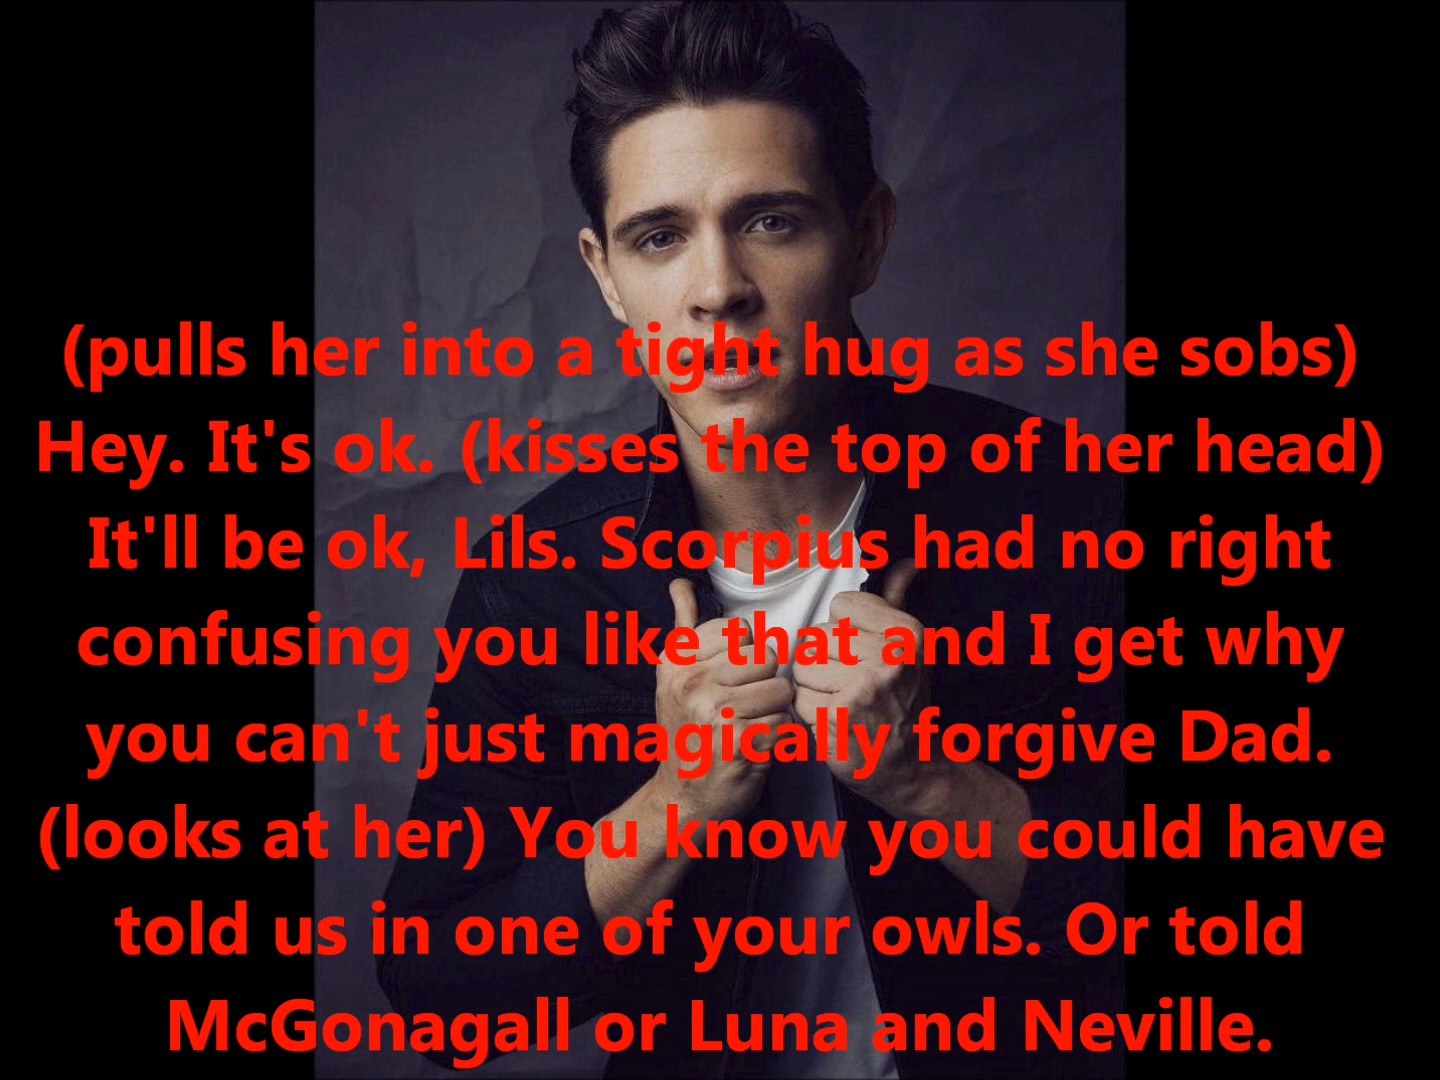 (pulls her into a tight hug as she sobs)
Hey. It's ok. (kisses the top of her head)
It'll be ok, Lils. Scorpius had no right
confusing you like that and I get why
you can't just magically forgive Dad.
(looks at her) You know you could have
told us in one of your owls. Or told
McGonagall or Luna and Neville.